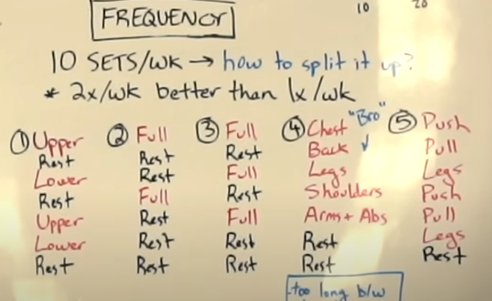 FREQUENCY
10 20
10 SETS/WK → how to split it up?
* 2x/wk better than 1x/wk
① Upper
Rest
Lower
Rest
Upper
Lower
Rest
② Full
Rest
Rest
Full
Rest
Rest
Rest
③ Full
Rest
Full
Rest
Full
Rest
Rest
④ Chest "Bro"
Back ↓
Legs
Shoulders
Arms + Abs
Rest
Rest
⑤ Push
Pull
Legs
Push
Pull
Legs
Rest
-too long b/w